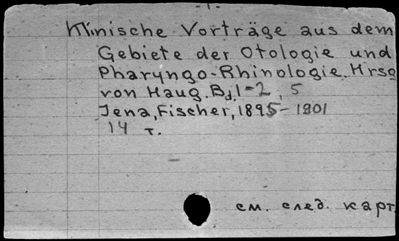 -1-
Klinische Vorträge aus dem
Gebiete der Otologie und
Pharyngo-Rhinologie. Hrsg
von Haug. Bd,1-2, 5
Jena, Fischer, 1895-1901
14 т.
см. след. карт.